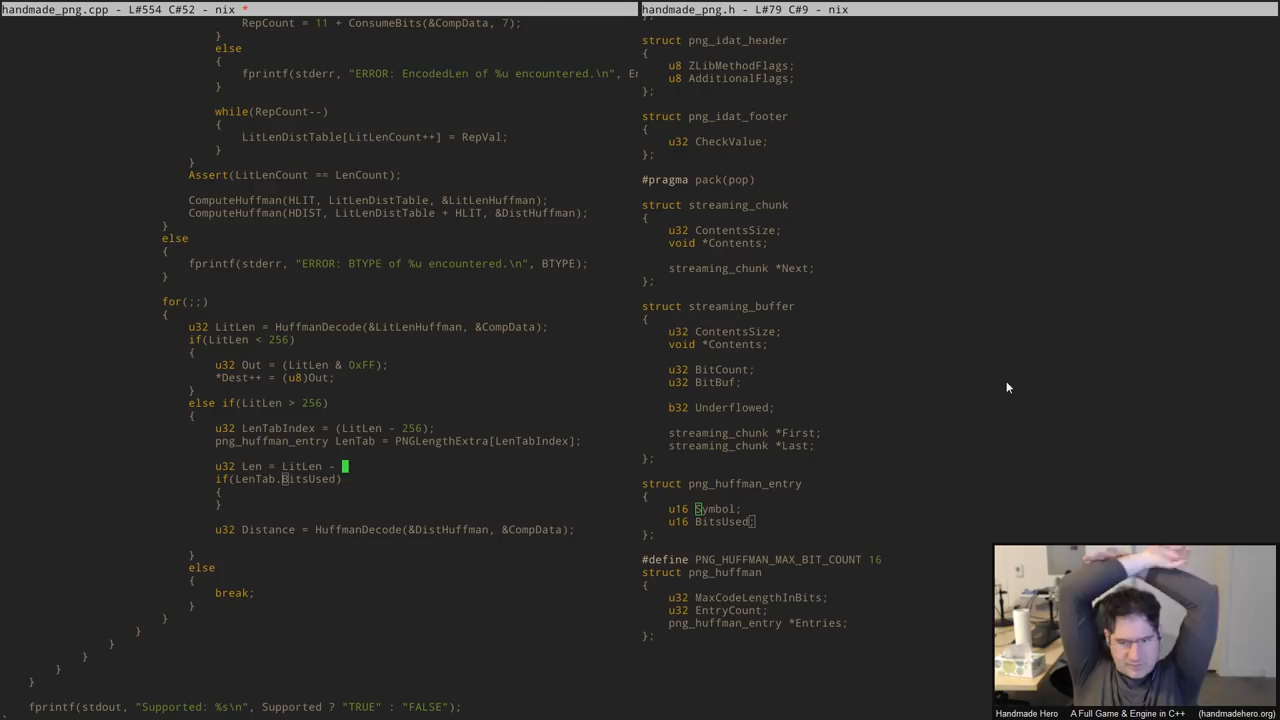 handmade_png.cpp - L#554 C#52 - nix *
RepCount = 11 + ConsumeBits(&CompData, 7);
}
else
{
fprintf(stderr, "ERROR: EncodedLen of %u encountered.\n", En
}
while(RepCount--)
{
LitLenDistTable[LitLenCount++] = RepVal;
}
}
Assert(LitLenCount == LenCount);
ComputeHuffman(HLIT, LitLenDistTable, &LitLenHuffman);
ComputeHuffman(HDIST, LitLenDistTable + HLIT, &DistHuffman);
}
else
{
fprintf(stderr, "ERROR: BTYPE of %u encountered.\n", BTYPE);
}
for(;;)
{
u32 LitLen = HuffmanDecode(&LitLenHuffman, &CompData);
if(LitLen < 256)
{
u32 Out = (LitLen & 0xFF);
*Dest++ = (u8)Out;
}
else if(LitLen > 256)
{
u32 LenTabIndex = (LitLen - 256);
png_huffman_entry LenTab = PNGLengthExtra[LenTabIndex];
u32 Len = LitLen -
if(LenTab.BitsUsed)
{
}
u32 Distance = HuffmanDecode(&DistHuffman, &CompData);
}
else
{
break;
}
}
}
}
}
}
}
fprintf(stdout, "Supported: %s\n", Supported ? "TRUE" : "FALSE");
handmade_png.h - L#79 C#9 - nix
};
struct png_idat_header
{
u8 ZLibMethodFlags;
u8 AdditionalFlags;
};
struct png_idat_footer
{
u32 CheckValue;
};
#pragma pack(pop)
struct streaming_chunk
{
u32 ContentsSize;
void *Contents;
streaming_chunk *Next;
};
struct streaming_buffer
{
u32 ContentsSize;
void *Contents;
u32 BitCount;
u32 BitBuf;
b32 Underflowed;
streaming_chunk *First;
streaming_chunk *Last;
};
struct png_huffman_entry
{
u16 Symbol;
u16 BitsUsed;
};
#define PNG_HUFFMAN_MAX_BIT_COUNT 16
struct png_huffman
{
u32 MaxCodeLengthInBits;
u32 EntryCount;
png_huffman_entry *Entries;
};
Handmade Hero A Full Game & Engine in C++ (handmadehero.org)